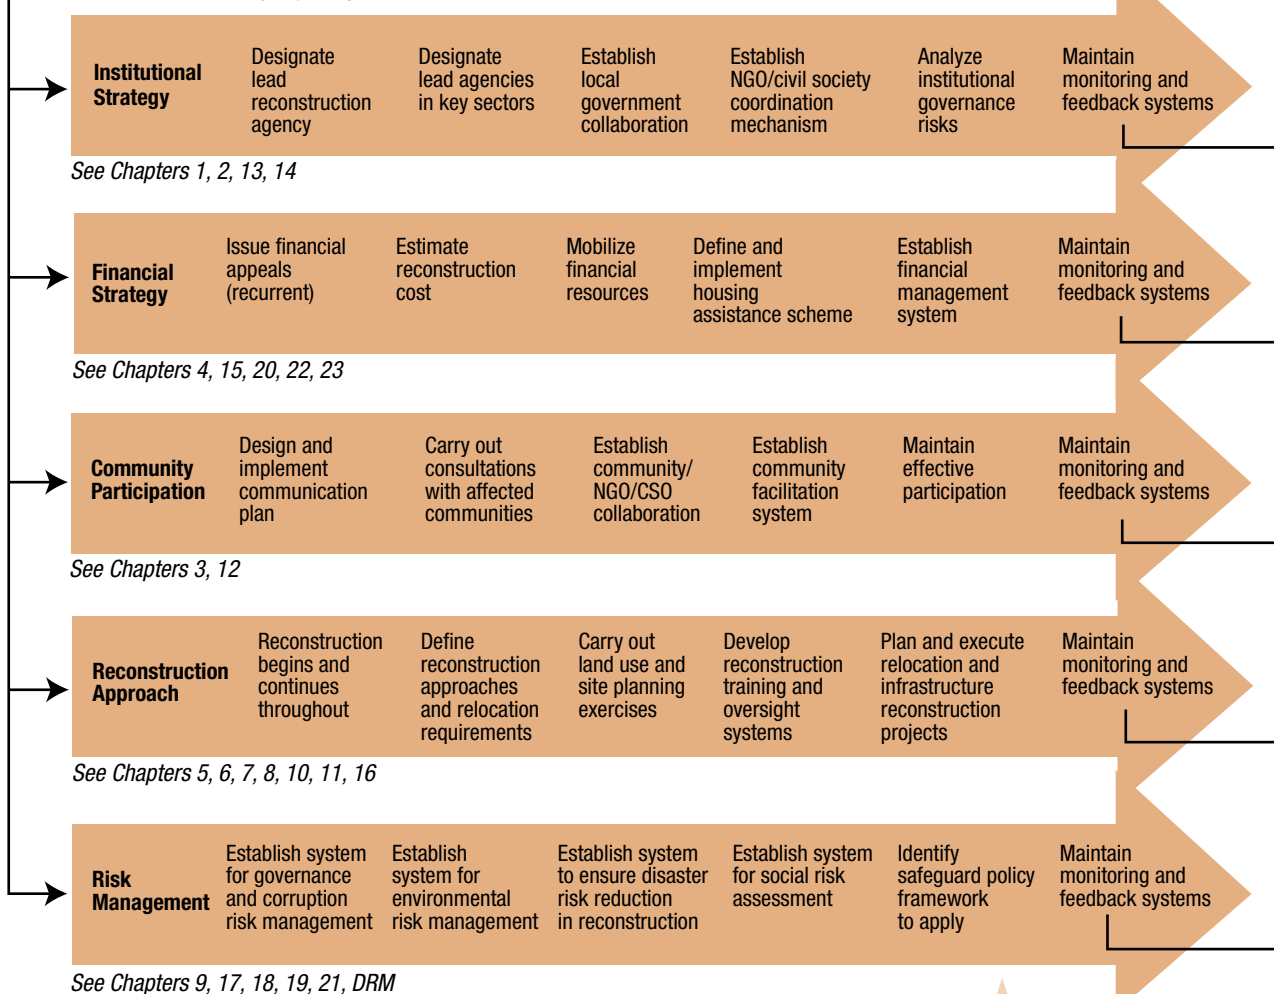 Institutional
Strategy
Designate
lead
reconstruction
agency
Designate
lead agencies
in key sectors
Establish
local
government
collaboration
Establish
NGO/civil society
coordination
mechanism
Analyze
institutional
governance
risks
Maintain
monitoring and
feedback systems
See Chapters 1, 2, 13, 14
Financial
Strategy
Issue financial
appeals
(recurrent)
Estimate
reconstruction
cost
Mobilize
financial
resources
Define and
implement
housing
assistance scheme
Establish
financial
management
system
Maintain
monitoring and
feedback systems
See Chapters 4, 15, 20, 22, 23
Community
Participation
Design and
implement
communication
plan
Carry out
consultations
with affected
communities
Establish
community/
NGO/CSO
collaboration
Establish
community
facilitation
system
Maintain
effective
participation
Maintain
monitoring and
feedback systems
See Chapters 3, 12
Reconstruction
Approach
Reconstruction
begins and
continues
throughout
Define
reconstruction
approaches
and relocation
requirements
Carry out
land use and
site planning
exercises
Develop
reconstruction
training and
oversight
systems
Plan and execute
relocation and
infrastructure
reconstruction
projects
Maintain
monitoring and
feedback systems
See Chapters 5, 6, 7, 8, 10, 11, 16
Risk
Management
Establish system
for governance
and corruption
risk management
Establish
system for
environmental
risk management
Establish system
to ensure disaster
risk reduction
in reconstruction
Establish system
for social risk
assessment
Identify
safeguard policy
framework
to apply
Maintain
monitoring and
feedback systems
See Chapters 9, 17, 18, 19, 21, DRM